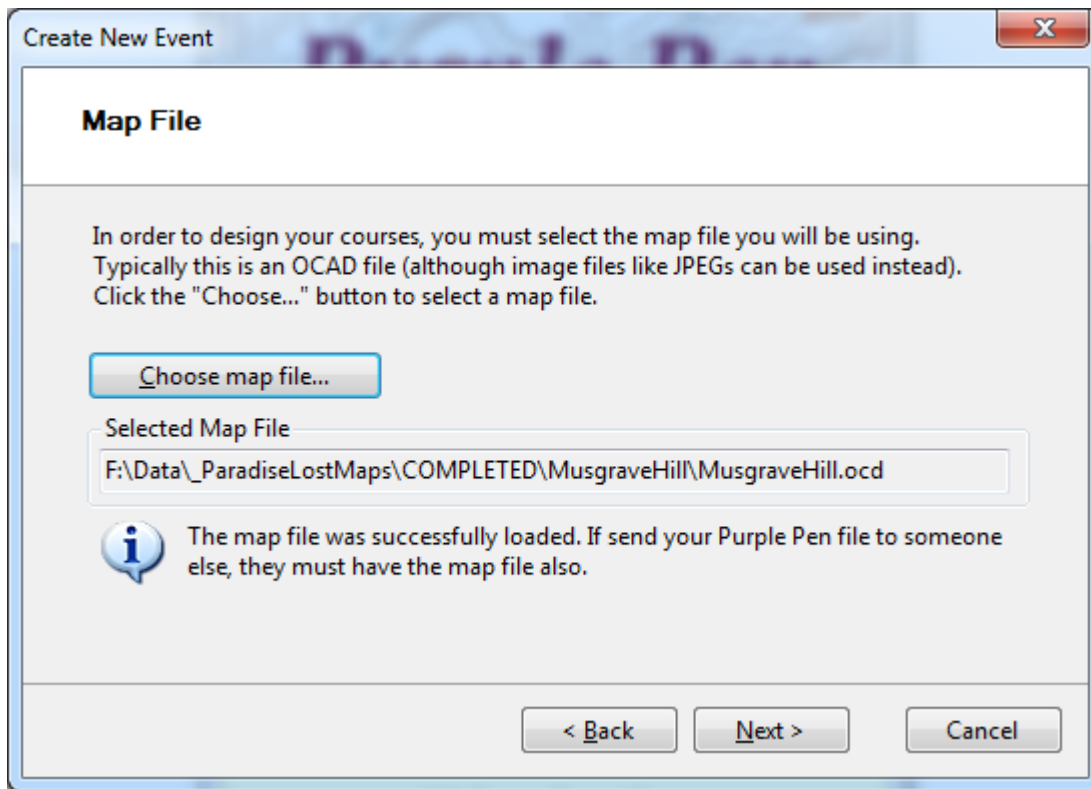 Create New Event
Purple Pen
Map File
In order to design your courses, you must select the map file you will be using.
Typically this is an OCAD file (although image files like JPEGs can be used instead).
Click the "Choose..." button to select a map file.
Choose map file...
Selected Map File
F:\Data\_ParadiseLostMaps\COMPLETED\MusgraveHill\MusgraveHill.ocd
The map file was successfully loaded. If send your Purple Pen file to someone
else, they must have the map file also.
< Back
Next >
Cancel